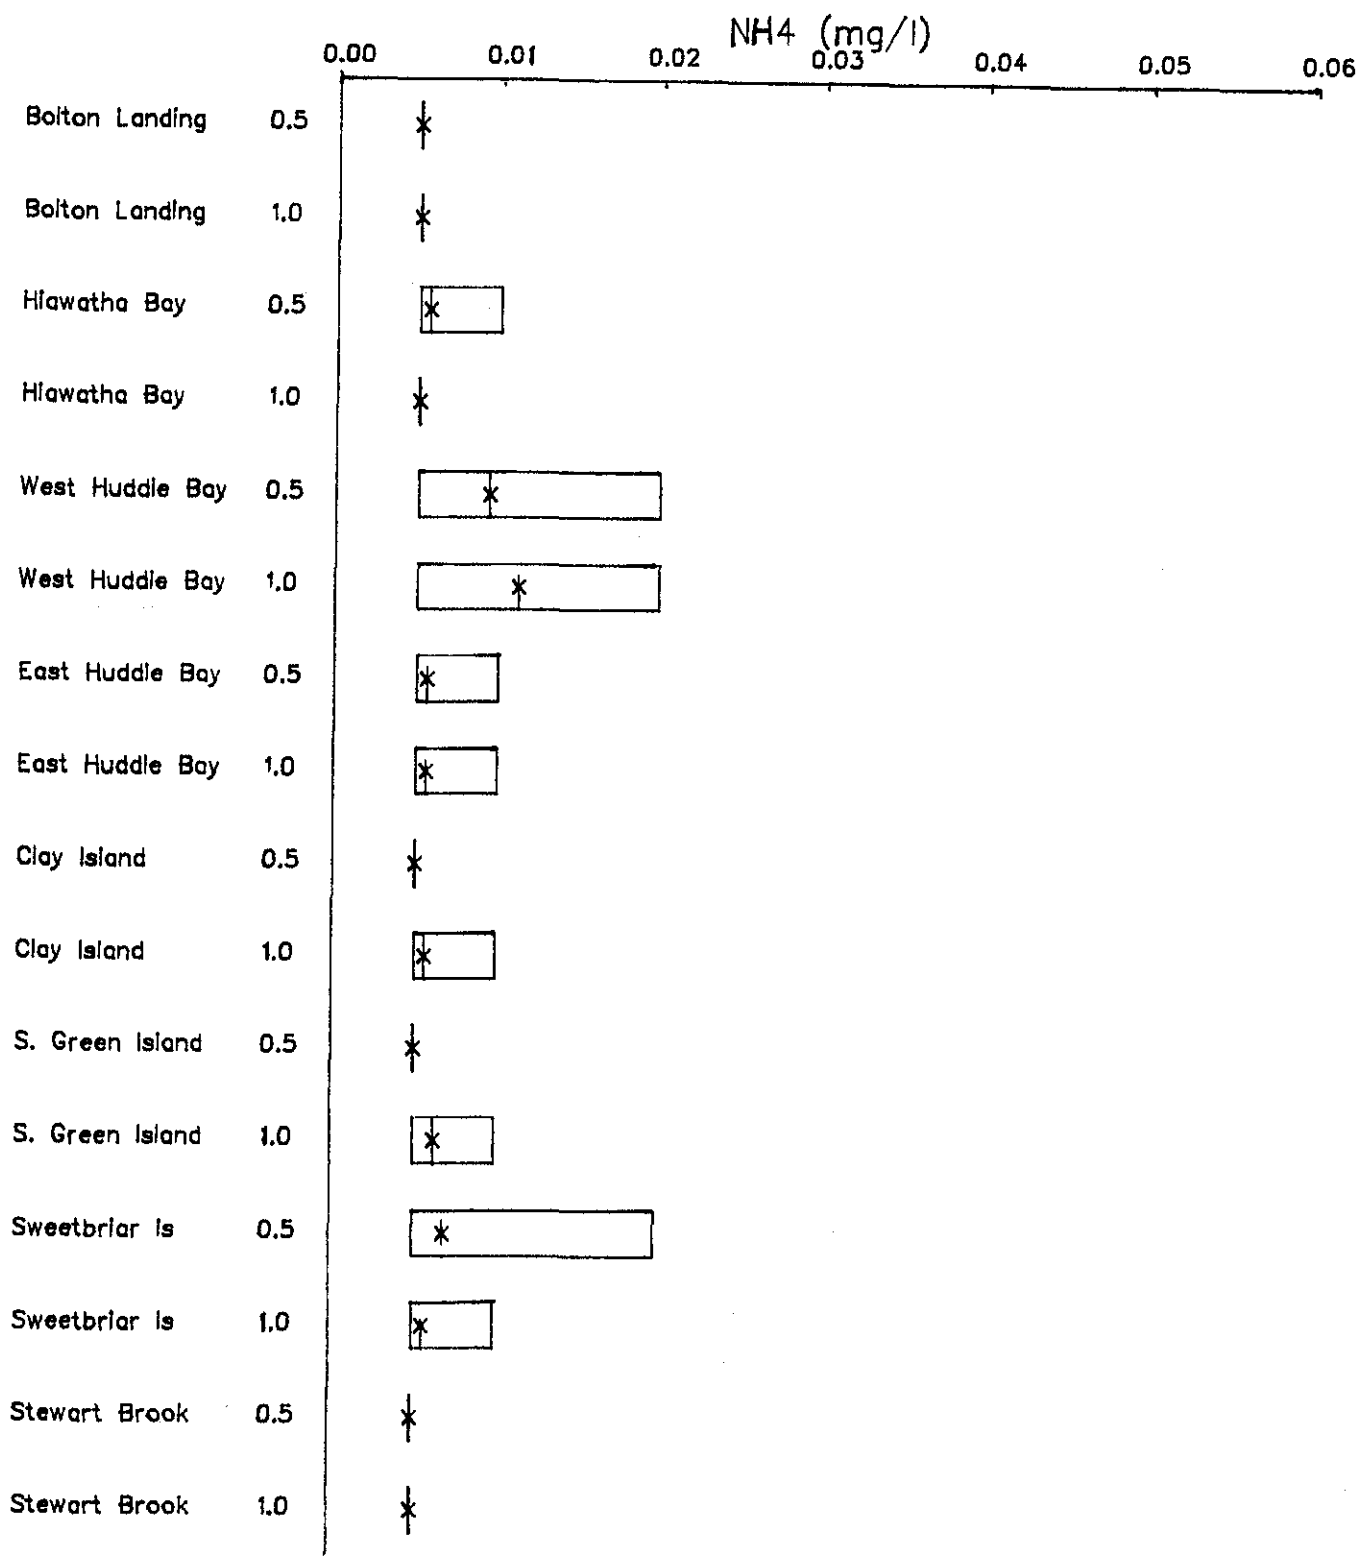 NH4 (mg/l)
0.00 0.01 0.02 0.03 0.04 0.05 0.06
Bolton Landing 0.5
Bolton Landing 1.0
Hiawatha Bay 0.5
Hiawatha Bay 1.0
West Huddle Bay 0.5
West Huddle Bay 1.0
East Huddle Bay 0.5
East Huddle Bay 1.0
Clay Island 0.5
Clay Island 1.0
S. Green Island 0.5
S. Green Island 1.0
Sweetbriar Is 0.5
Sweetbriar Is 1.0
Stewart Brook 0.5
Stewart Brook 1.0